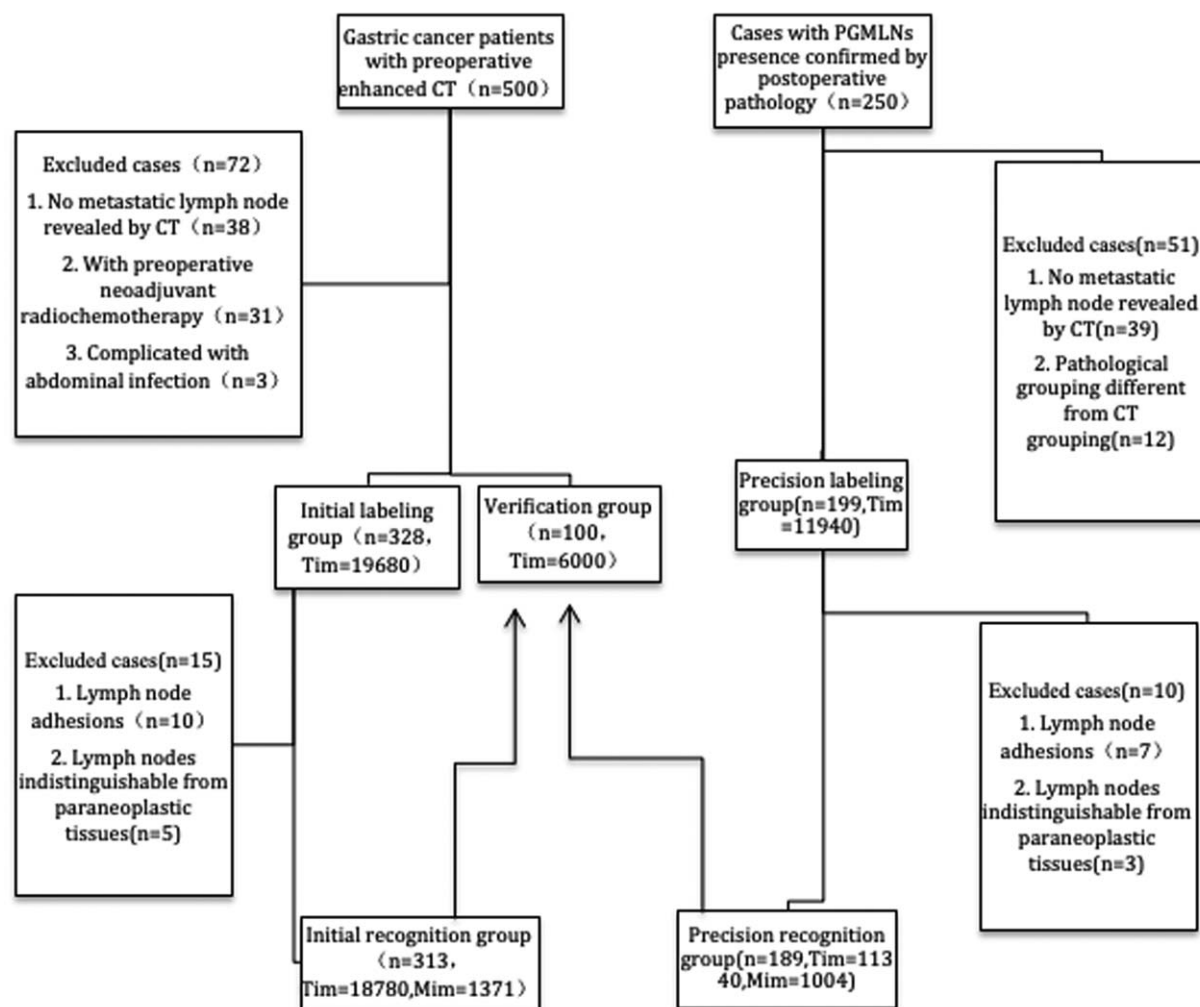 Gastric cancer patients
with preoperative
enhanced CT（n=500）
Cases with PGMLNs
presence confirmed by
postoperative
pathology（n=250）
Excluded cases（n=72）
1. No metastatic lymph node
revealed by CT（n=38）
2. With preoperative
neoadjuvant
radiochemotherapy（n=31）
3. Complicated with
abdominal infection（n=3）
Excluded cases(n=51)
1. No metastatic
lymph node revealed
by CT(n=39)
2. Pathological
grouping different
from CT
grouping(n=12)
Initial labeling
group（n=328，
Tim=19680）
Verification group
（n=100，
Tim=6000）
Precision labeling
group(n=199,Tim
=11940)
Excluded cases(n=15)
1. Lymph node
adhesions（n=10）
2. Lymph nodes
indistinguishable from
paraneoplastic
tissues(n=5)
Excluded cases(n=10)
1. Lymph node
adhesions（n=7）
2. Lymph nodes
indistinguishable from
paraneoplastic
tissues(n=3)
Initial recognition group
（n=313，
Tim=18780,Mim=1371）
Precision recognition
group(n=189,Tim=113
40,Mim=1004)